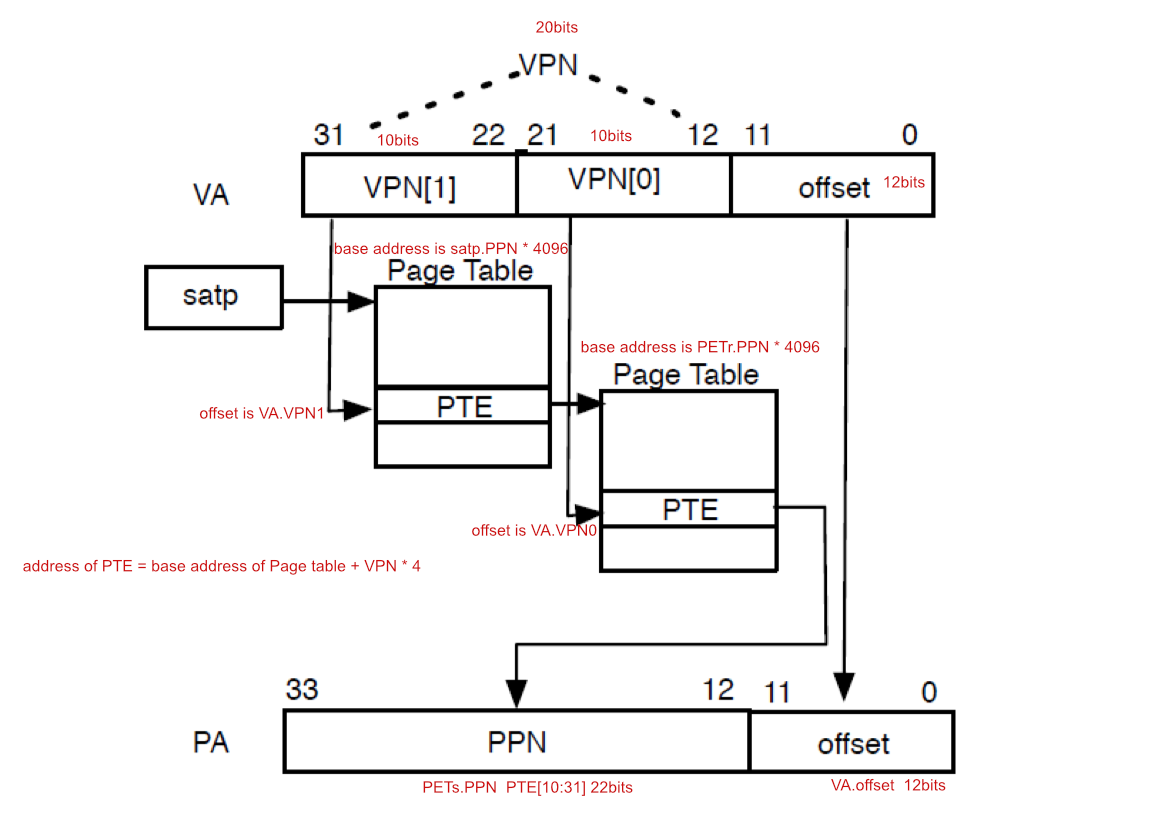 20bits
VPN
31 10bits 22 21 10bits 12 11 0
VA VPN[1] VPN[0] offset 12bits
base address is satp.PPN * 4096
Page Table
satp
base address is PETr.PPN * 4096
Page Table
offset is VA.VPN1 PTE
PTE
offset is VA.VPN0
address of PTE = base address of Page table + VPN * 4
33 12 11 0
PA PPN offset
PETs.PPN PTE[10:31] 22bits VA.offset 12bits